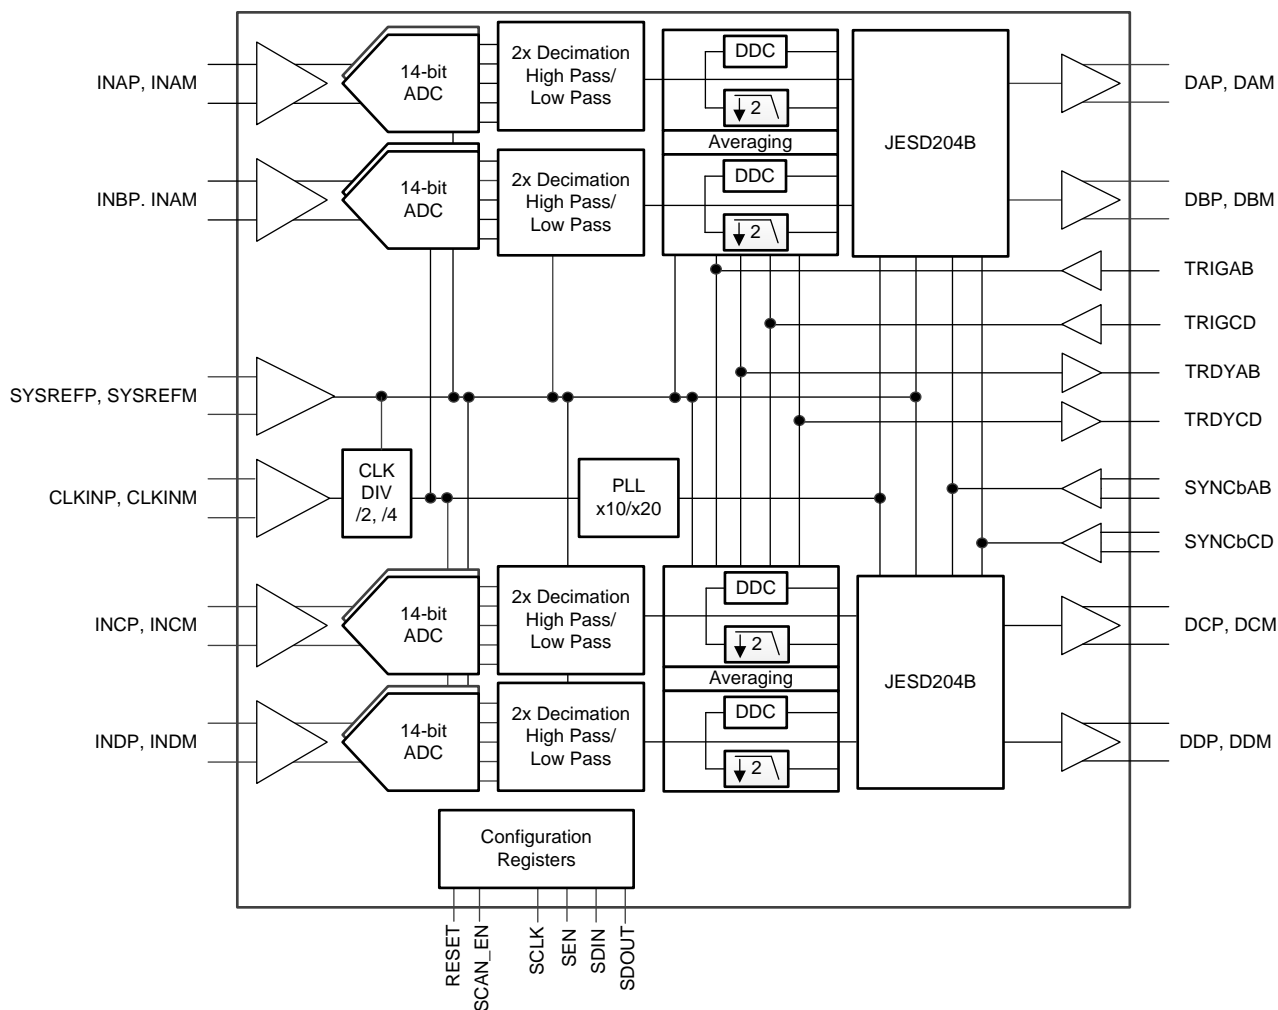 INAP, INAM
14-bit
ADC
2x Decimation
High Pass/
Low Pass
DDC
2
Averaging
JESD204B
DAP, DAM
INBP. INAM
14-bit
ADC
2x Decimation
High Pass/
Low Pass
DDC
2
DBP, DBM
TRIGAB
TRIGCD
TRDYAB
TRDYCD
SYSREFP, SYSREFM
CLKINP, CLKINM
CLK
DIV
/2, /4
PLL
x10/x20
SYNCbAB
SYNCbCD
INCP, INCM
14-bit
ADC
2x Decimation
High Pass/
Low Pass
DDC
2
Averaging
JESD204B
DCP, DCM
INDP, INDM
14-bit
ADC
2x Decimation
High Pass/
Low Pass
DDC
2
DDP, DDM
Configuration
Registers
RESET
SCAN_EN
SCLK
SEN
SDIN
SDOUT